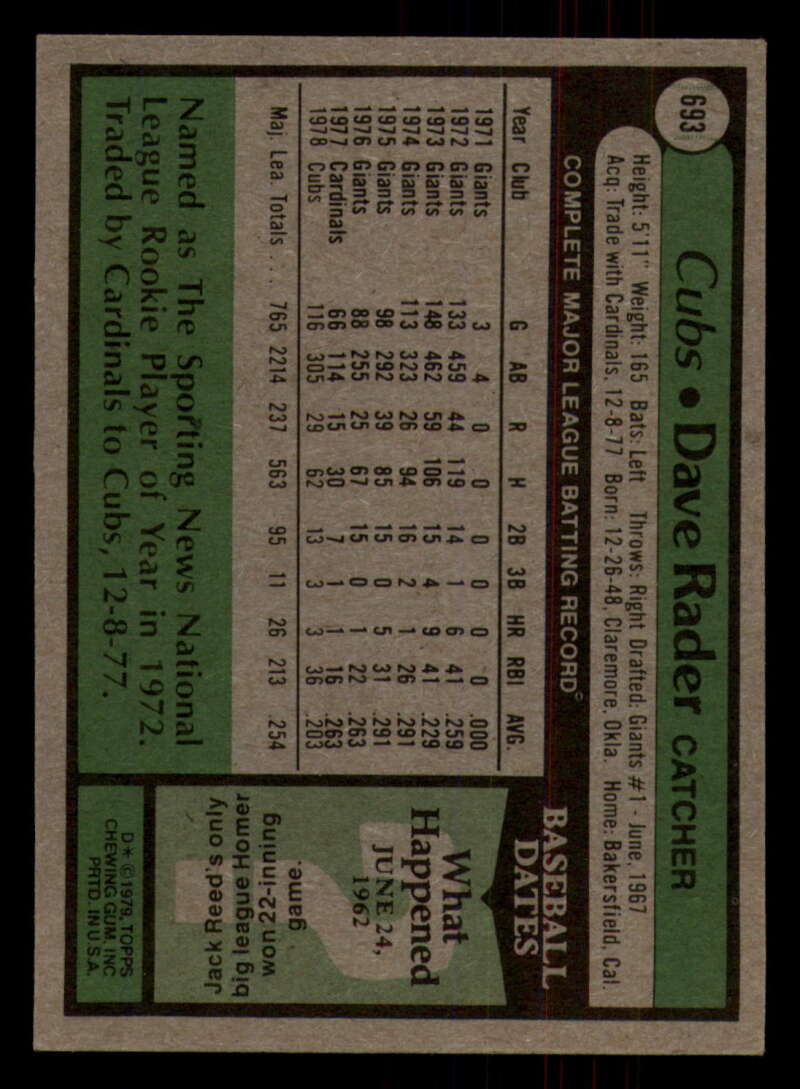 693
Cubs • Dave Rader CATCHER
Height: 5'11" Weight: 165 Bats: Left Throws: Right Drafted: Giants #1 - June, 1967
Acq: Trade with Cardinals, 12-8-77 Born: 12-26-48, Claremore, Okla. Home: Bakersfield, Cal.
COMPLETE MAJOR LEAGUE BATTING RECORD©
Year Club G AB R H 2B 3B HR RBI AVG.
1971 Giants 3 4 0 0 0 0 0 0 .000
1972 Giants 133 459 44 119 14 1 6 41 .259
1973 Giants 148 462 59 106 15 4 9 41 .229
1974 Giants 113 323 26 94 16 2 1 26 .291
1975 Giants 98 292 39 85 15 0 5 31 .291
1976 Giants 88 255 25 67 15 0 1 22 .263
1977 Cardinals 66 114 15 30 7 1 1 16 .263
1978 Cubs 116 305 29 62 13 3 3 36 .203
Maj. Lea. Totals . . . 765 2214 237 563 95 11 26 213 .254
Named as The Sporting News National
League Rookie Player of Year in 1972.
Traded by Cardinals to Cubs, 12-8-77.
BASEBALL
DATES
What
Happened
JUNE 24,
1962
Jack Reed's only
big league Homer
won 22-inning
game.
D* © 1979, TOPPS
CHEWING GUM, INC
PRTD. IN U.S.A.